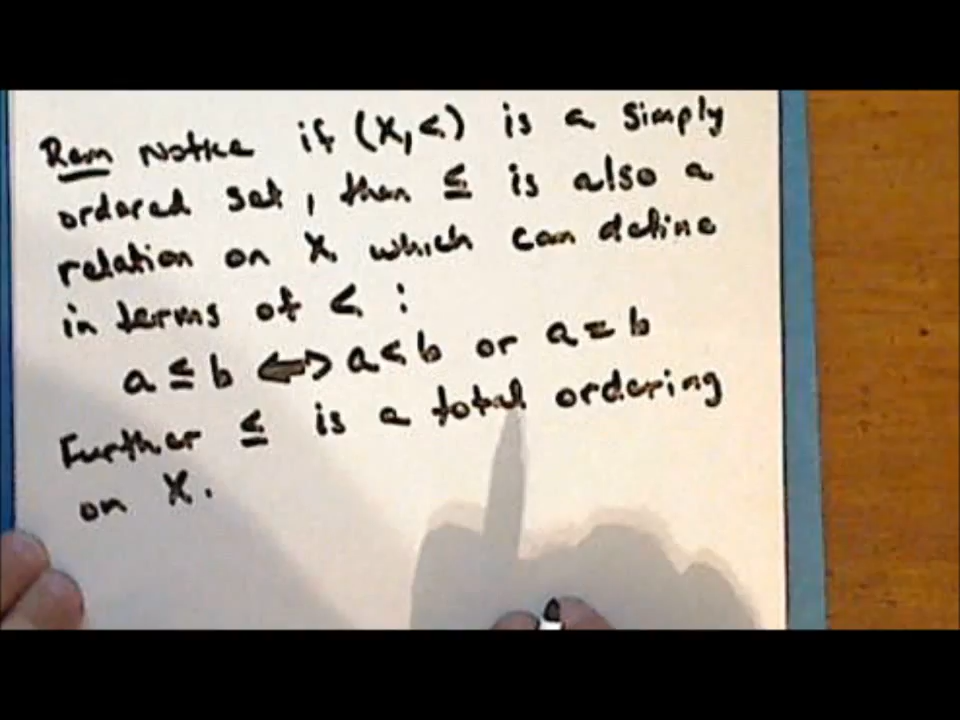 Rem Notice if (X, <) is a simply
ordered set, then ≤ is also a
relation on X which can define
in terms of < :
a ≤ b ⟺ a < b or a = b
Further ≤ is a total ordering
on X.